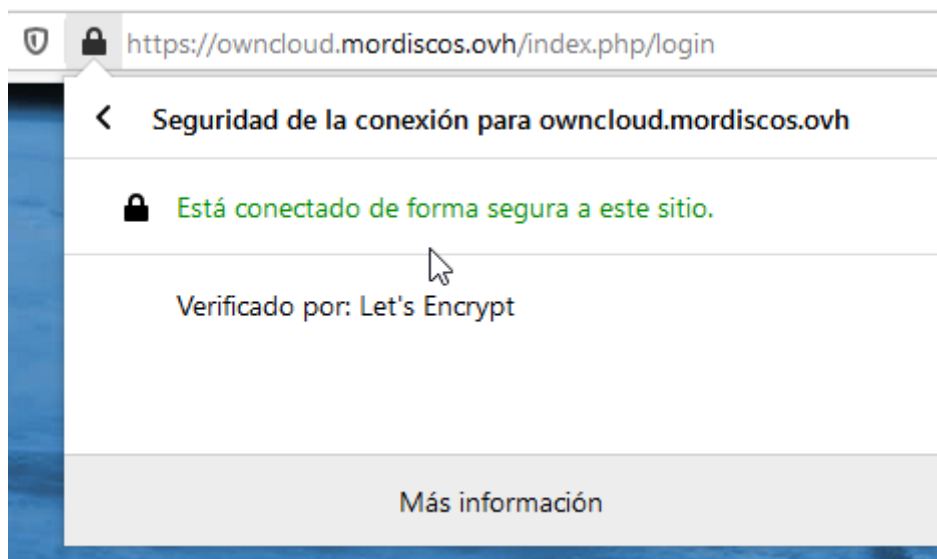 https://owncloud.mordiscos.ovh/index.php/login
Seguridad de la conexión para owncloud.mordiscos.ovh
Está conectado de forma segura a este sitio.
Verificado por: Let's Encrypt
Más información